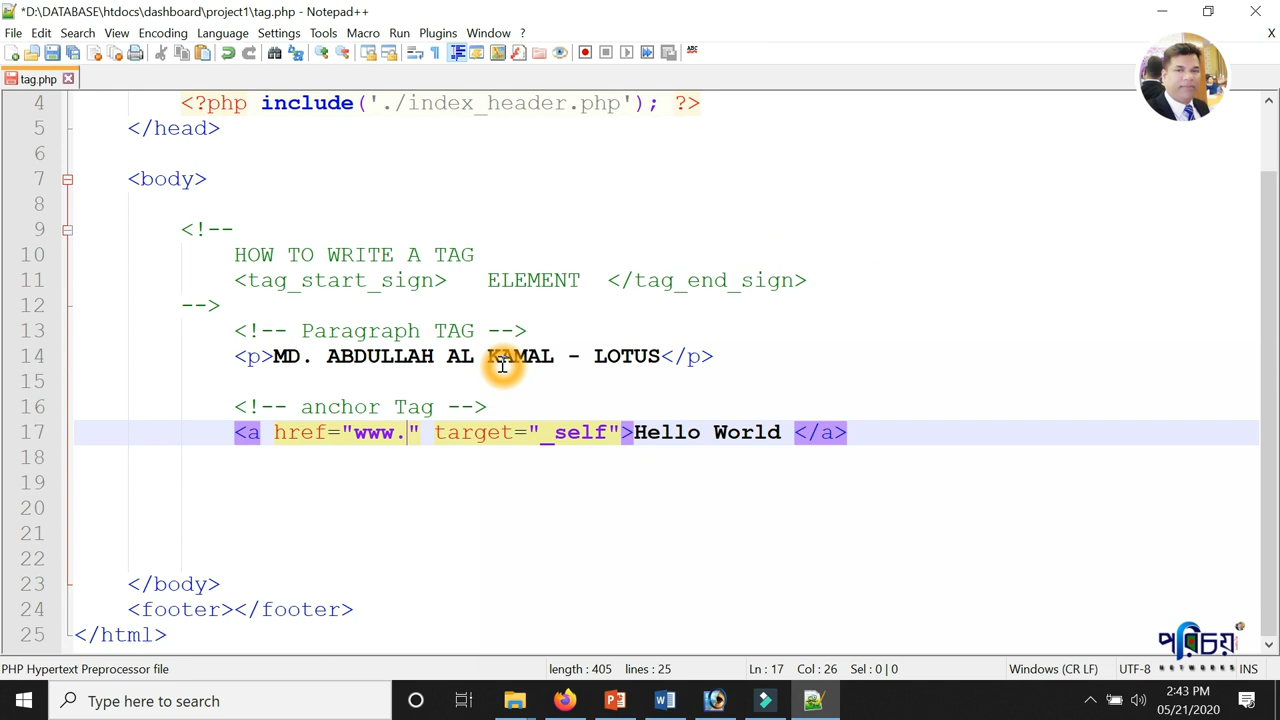 *D:\DATABASE\htdocs\dashboard\project1\tag.php - Notepad++
File Edit Search View Encoding Language Settings Tools Macro Run Plugins Window ? X
tag.php
4 <?php include('./index_header.php'); ?>
5 </head>
6
7 <body>
8
9 <!--
10 HOW TO WRITE A TAG
11 <tag_start_sign> ELEMENT </tag_end_sign>
12 -->
13 <!-- Paragraph TAG -->
14 <p>MD. ABDULLAH AL KAMAL - LOTUS</p>
15
16 <!-- anchor Tag -->
17 <a href="www." target="_self">Hello World </a>
18
19
20
21
22
23 </body>
24 <footer></footer>
25 </html>
পরিচয়
NETWORKS
PHP Hypertext Preprocessor file length : 405 lines : 25 Ln : 17 Col : 26 Sel : 0 | 0 Windows (CR LF) UTF-8 INS
Type here to search
2:43 PM
05/21/2020